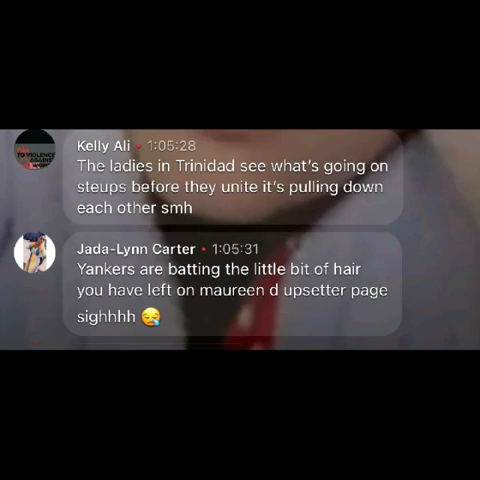 Kelly Ali • 1:05:28
The ladies in Trinidad see what's going on
steups before they unite it's pulling down
each other smh
Jada-Lynn Carter • 1:05:31
Yankers are batting the little bit of hair
you have left on maureen d upsetter page
sighhhh 😪